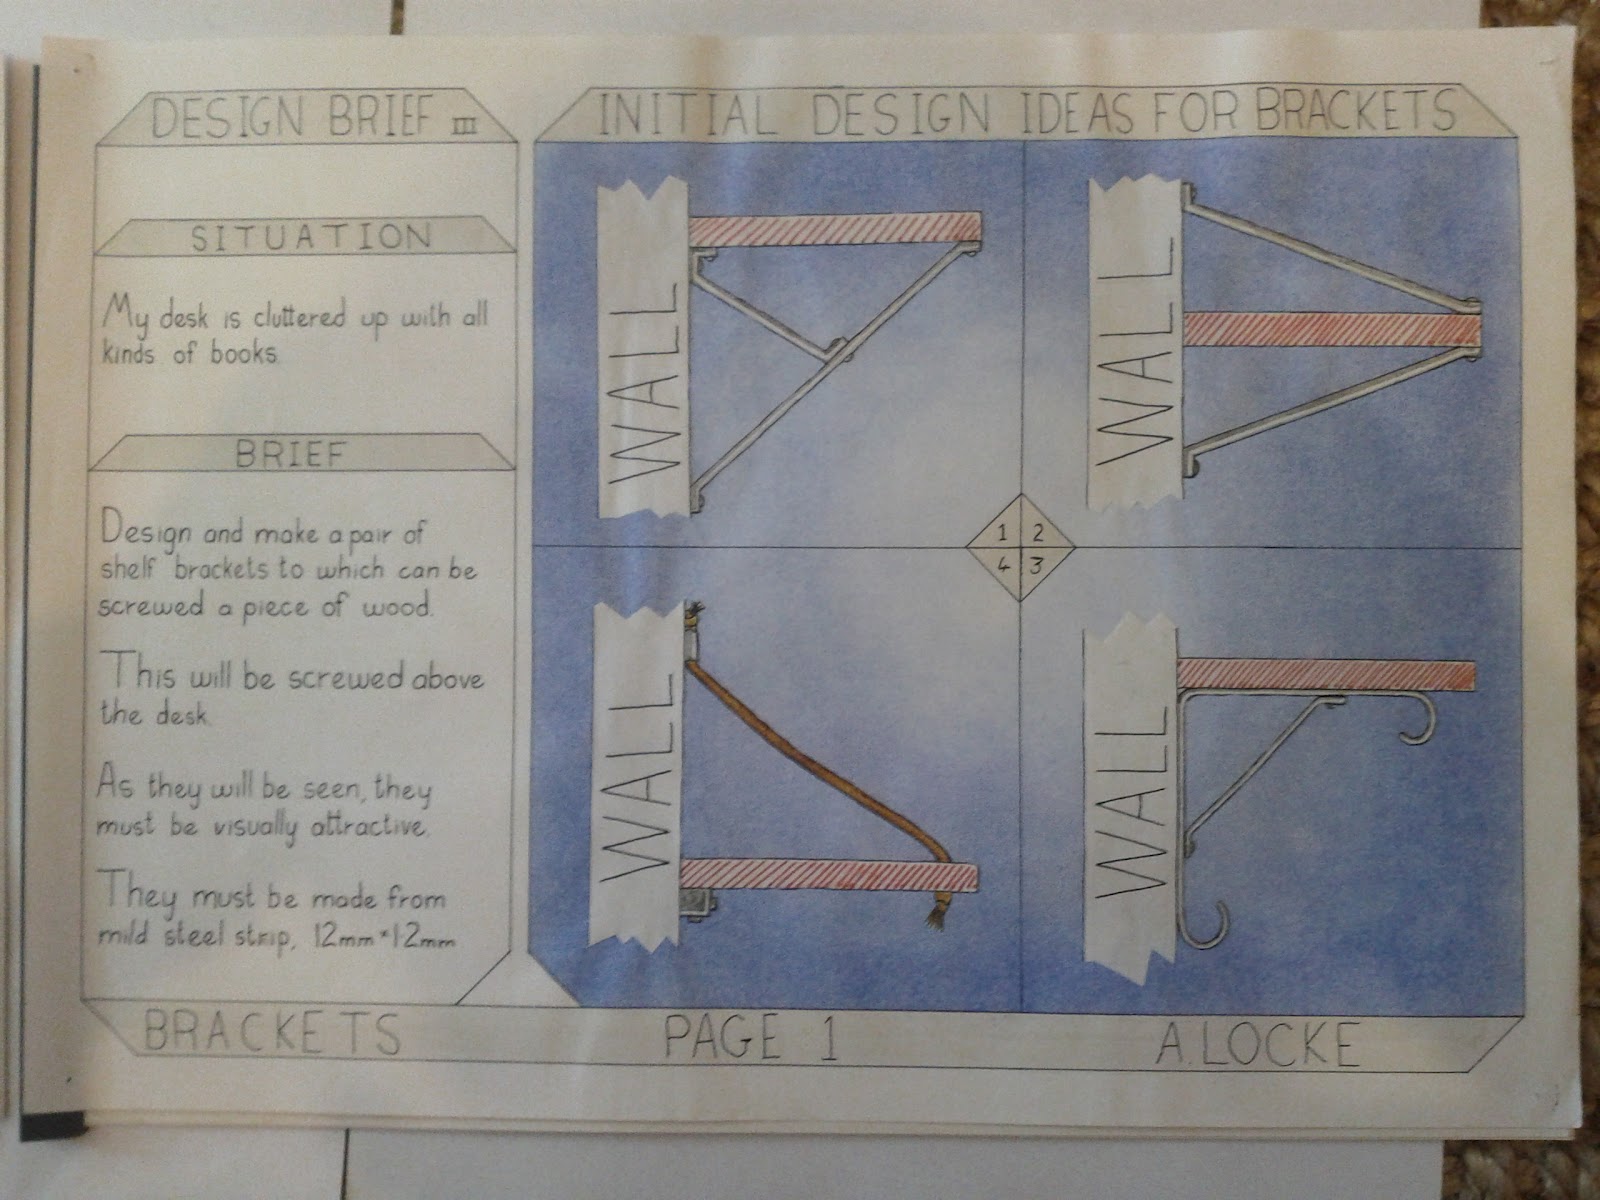 DESIGN BRIEF III
SITUATION
My desk is cluttered up with all
kinds of books.
BRIEF
Design and make a pair of
shelf brackets to which can be
screwed a piece of wood.
This will be screwed above
the desk.
As they will be seen, they
must be visually attractive.
They must be made from
mild steel strip, 12mm×1·2mm
INITIAL DESIGN IDEAS FOR BRACKETS
WALL
WALL
1 2
4 3
WALL
WALL
BRACKETS PAGE 1 A.LOCKE